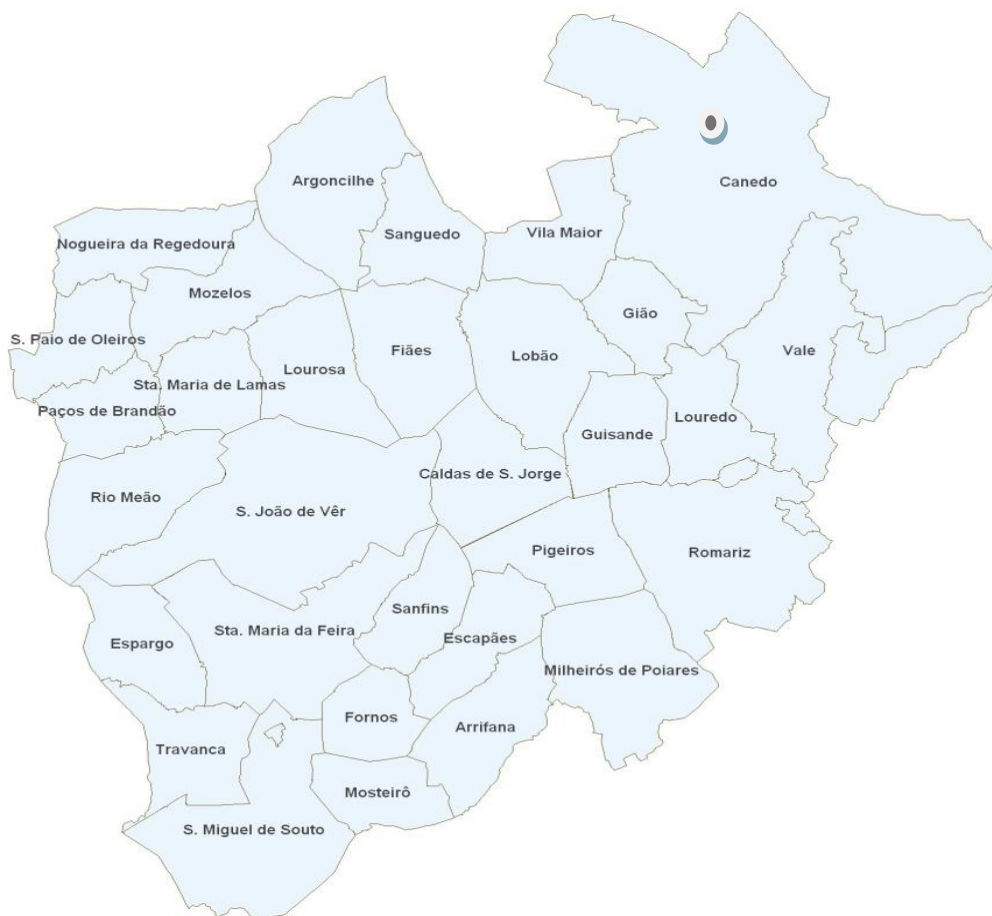 Argoncilhe
Canedo
Nogueira da Regedoura
Sanguedo
Vila Maior
Mozelos
Gião
S. Paio de Oleiros
Fiães
Vale
Lobão
Lourosa
Sta. Maria de Lamas
Paços de Brandão
Louredo
Guisande
Caldas de S. Jorge
Rio Meão
S. João de Vêr
Pigeiros
Romariz
Sanfins
Sta. Maria da Feira
Escapães
Espargo
Milheirós de Poiares
Fornos
Arrifana
Travanca
Mosteirô
S. Miguel de Souto